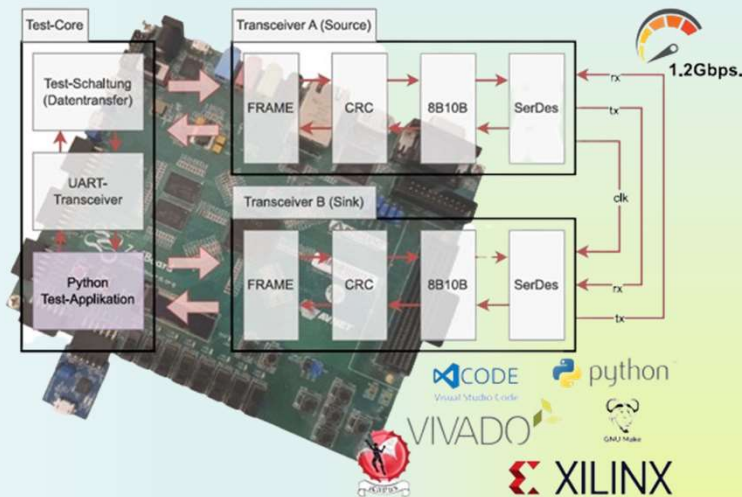 Test-Core
Transceiver A (Source)
Test-Schaltung
(Datentransfer)
FRAME
CRC
8B10B
SerDes
rx
tx
1.2Gbps.
UART-
Transceiver
clk
Transceiver B (Sink)
Python
Test-Applikation
FRAME
CRC
8B10B
SerDes
rx
tx
AVNET
CODE
Visual Studio Code
python
VIVADO
GNU Make
XILINX